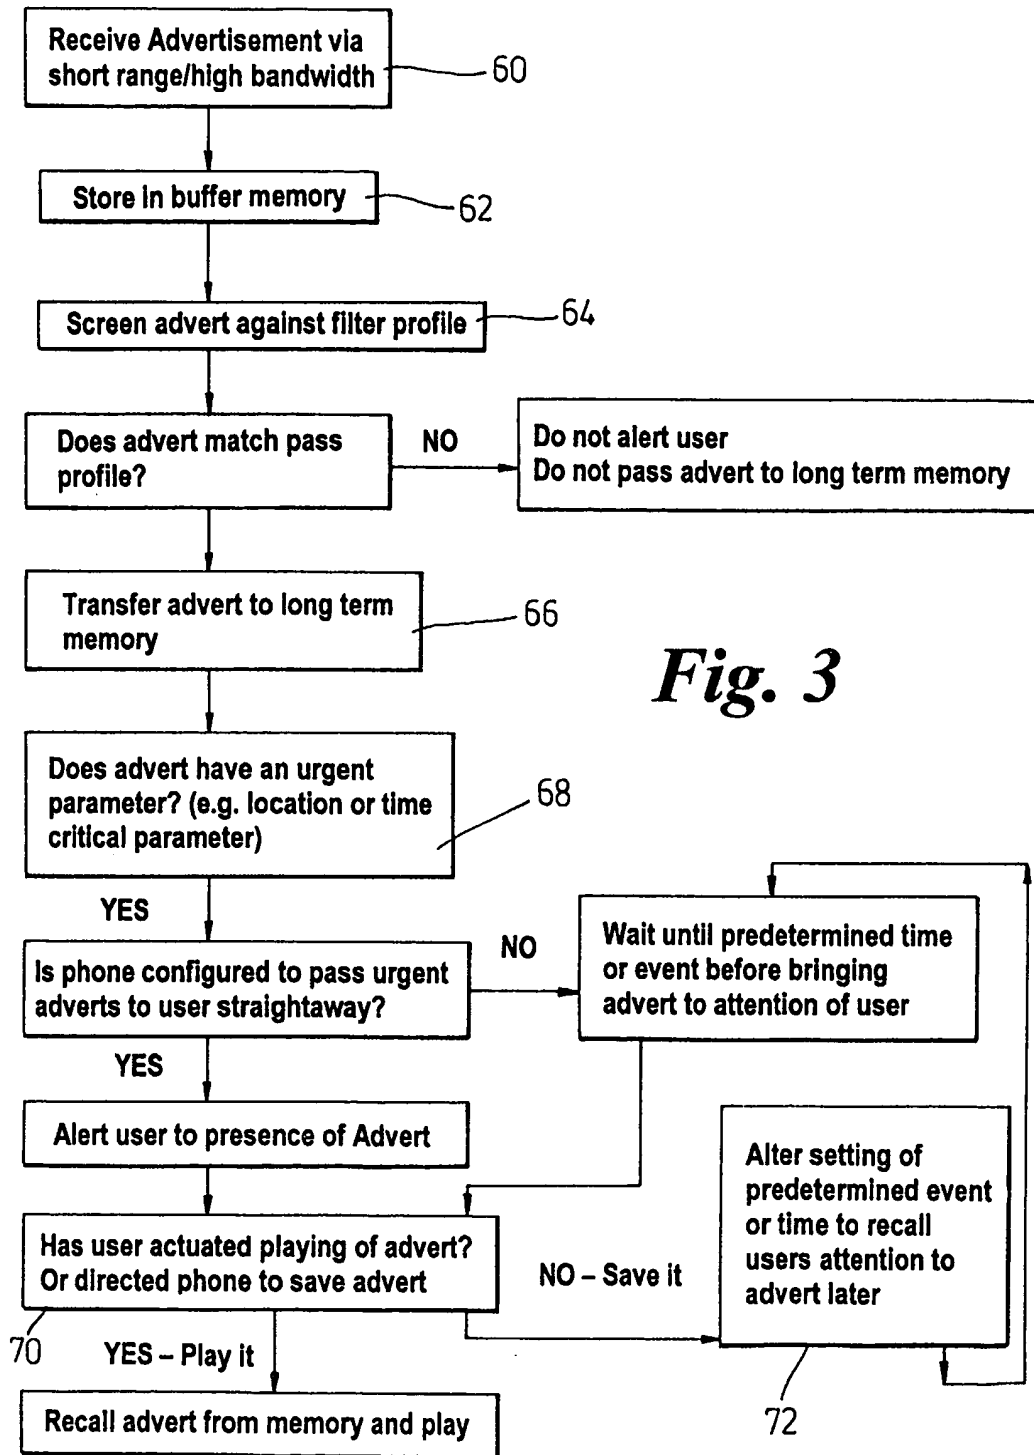 Receive Advertisement via
short range/high bandwidth
60
Store in buffer memory
62
Screen advert against filter profile
64
Does advert match pass
profile?
NO
Do not alert user
Do not pass advert to long term memory
Transfer advert to long term
memory
66
Fig. 3
Does advert have an urgent
parameter? (e.g. location or time
critical parameter)
68
YES
Is phone configured to pass urgent
adverts to user straightaway?
NO
Wait until predetermined time
or event before bringing
advert to attention of user
YES
Alert user to presence of Advert
Has user actuated playing of advert?
Or directed phone to save advert
70
NO – Save it
Alter setting of
predetermined event
or time to recall
users attention to
advert later
72
YES – Play it
Recall advert from memory and play